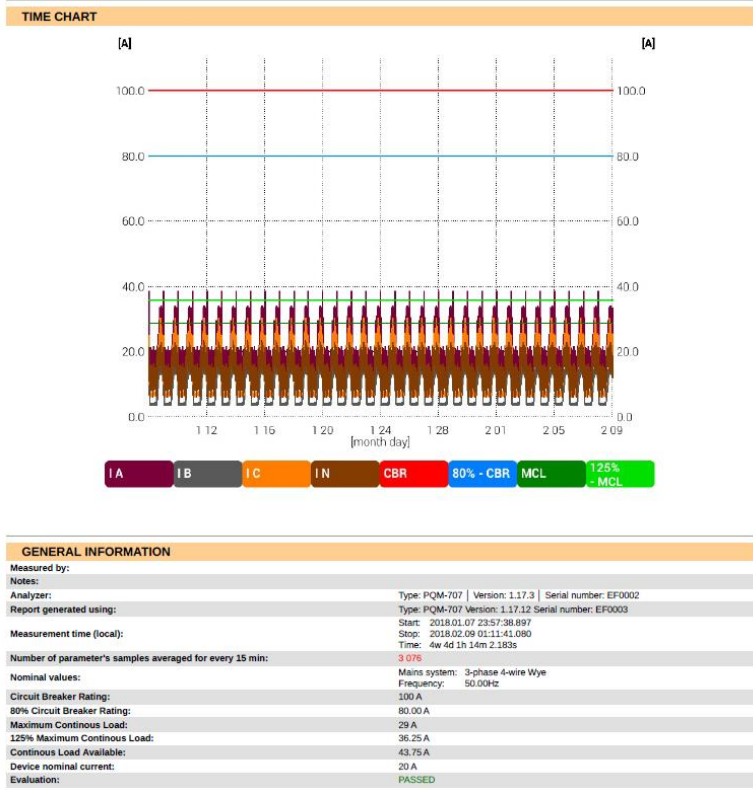 TIME CHART
[A] [A]
100.0 100.0
80.0 80.0
60.0 60.0
40.0 40.0
20.0 20.0
0.0 0.0
1 12 1 16 1 20 1 24 1 28 2 01 2 05 2 09
[month day]
I A I B I C I N CBR 80% - CBR MCL 125% - MCL
GENERAL INFORMATION
Measured by:
Notes:
Analyzer: Type: PQM-707 | Version: 1.17.3 | Serial number: EF0002
Report generated using: Type: PQM-707 Version: 1.17.12 Serial number: EF0003
Measurement time (local): Start: 2018.01.07 23:57:38.897
Stop: 2018.02.09 01:11:41.080
Time: 4w 4d 1h 14m 2.183s
Number of parameter's samples averaged for every 15 min: 3 076
Nominal values: Mains system: 3-phase 4-wire Wye
Frequency: 50.00Hz
Circuit Breaker Rating: 100 A
80% Circuit Breaker Rating: 80.00 A
Maximum Continous Load: 29 A
125% Maximum Continous Load: 36.25 A
Continous Load Available: 43.75 A
Device nominal current: 20 A
Evaluation: PASSED